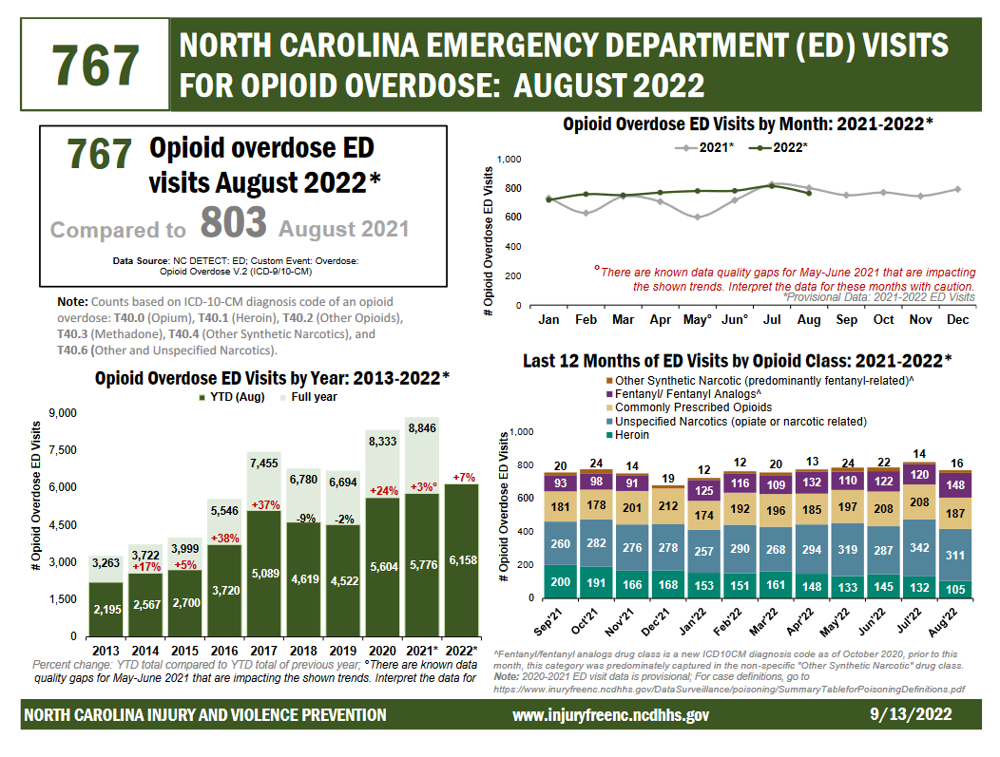 767
NORTH CAROLINA EMERGENCY DEPARTMENT (ED) VISITS
FOR OPIOID OVERDOSE: AUGUST 2022
767 Opioid overdose ED
visits August 2022*
Compared to 803 August 2021
Data Source: NC DETECT: ED; Custom Event: Overdose:
Opioid Overdose V.2 (ICD-9/10-CM)
Note: Counts based on ICD-10-CM diagnosis code of an opioid
overdose: T40.0 (Opium), T40.1 (Heroin), T40.2 (Other Opioids),
T40.3 (Methadone), T40.4 (Other Synthetic Narcotics), and
T40.6 (Other and Unspecified Narcotics).
Opioid Overdose ED Visits by Month: 2021-2022*
2021* 2022*
# Opioid Overdose ED Visits
1,000
800
600
400
200
0
°There are known data quality gaps for May-June 2021 that are impacting
the shown trends. Interpret the data for these months with caution.
*Provisional Data: 2021-2022 ED Visits
Jan Feb Mar Apr May° Jun° Jul Aug Sep Oct Nov Dec
Opioid Overdose ED Visits by Year: 2013-2022*
YTD (Aug) Full year
# Opioid Overdose ED Visits
9,000
7,500
6,000
4,500
3,000
1,500
0
3,263 3,722 3,999 5,546 7,455 6,780 6,694 8,333 8,846
+17% +5% +38% +37% -9% -2% +24% +3%° +7%
2,195 2,567 2,700 3,720 5,089 4,619 4,522 5,604 5,776 6,158
2013 2014 2015 2016 2017 2018 2019 2020 2021* 2022*
Percent change: YTD total compared to YTD total of previous year; °There are known data
quality gaps for May-June 2021 that are impacting the shown trends. Interpret the data for
Last 12 Months of ED Visits by Opioid Class: 2021-2022*
Other Synthetic Narcotic (predominantly fentanyl-related)^
Fentanyl/ Fentanyl Analogs^
Commonly Prescribed Opioids
Unspecified Narcotics (opiate or narcotic related)
Heroin
# Opioid Overdose ED Visits
1,000
800
600
400
200
0
20 24 14 19 12 12 20 13 24 22 14 16
93 98 91 125 116 109 132 110 122 120 148
181 178 201 212 174 192 196 185 197 208 208 187
260 282 276 278 257 290 268 294 319 287 342 311
200 191 166 168 153 151 161 148 133 145 132 105
Sep'21 Oct'21 Nov'21 Dec'21 Jan'22 Feb'22 Mar'22 Apr'22 May'22 Jun'22 Jul'22 Aug'22
^Fentanyl/fentanyl analogs drug class is a new ICD10CM diagnosis code as of October 2020, prior to this
month, this category was predominately captured in the non-specific "Other Synthetic Narcotic" drug class.
Note: 2020-2021 ED visit data is provisional; For case definitions, go to
https://www.injuryfreenc.ncdhhs.gov/DataSurveillance/poisoning/SummaryTableforPoisoningDefinitions.pdf
NORTH CAROLINA INJURY AND VIOLENCE PREVENTION
www.injuryfreenc.ncdhhs.gov
9/13/2022